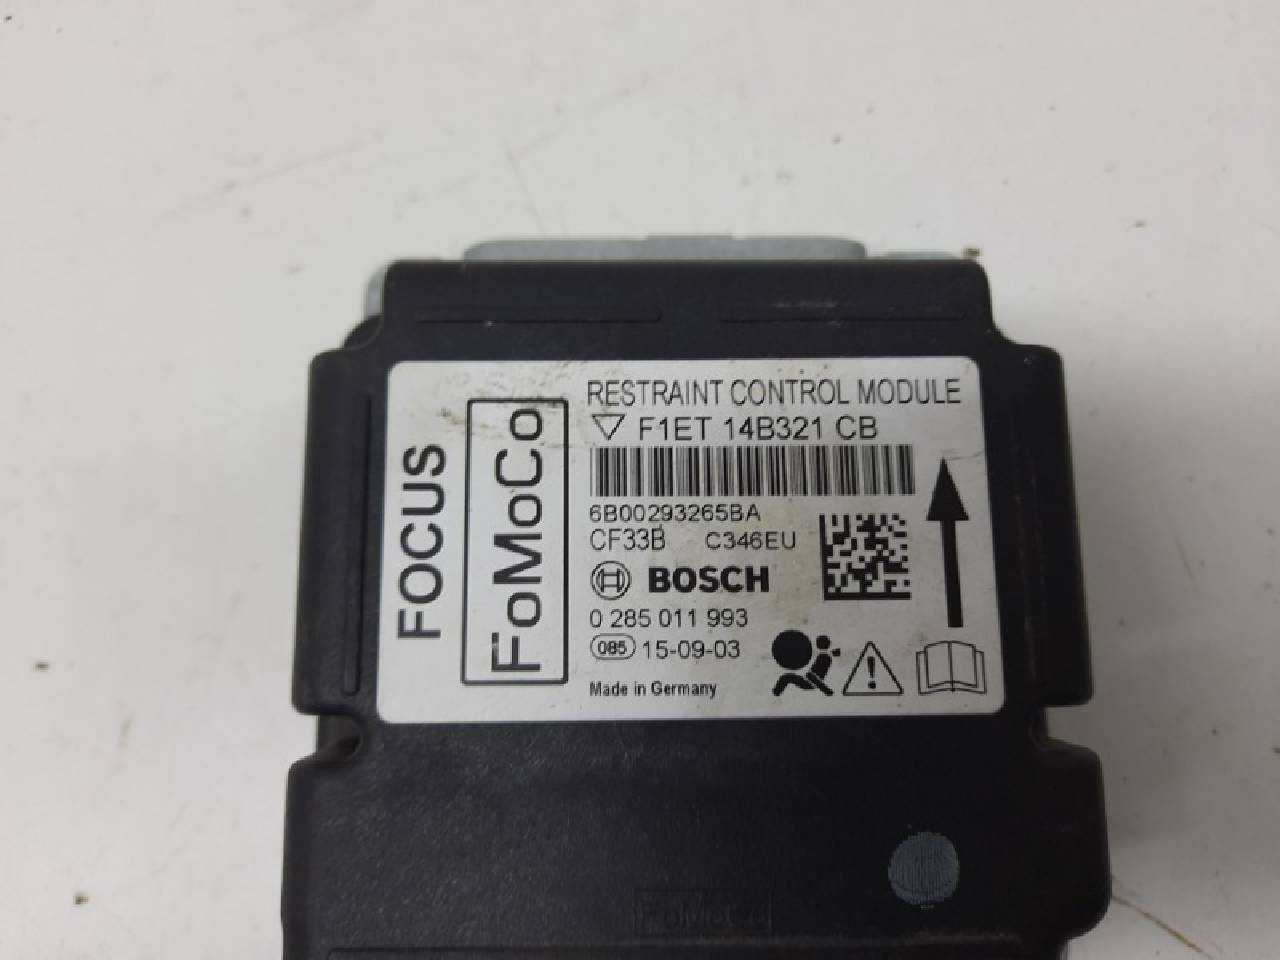 FOCUS
FoMoCo
RESTRAINT CONTROL MODULE
F1ET 14B321 CB
6B00293265BA
CF33B C346EU
BOSCH
0 285 011 993
085 15-09-03
Made in Germany
FoMoCo